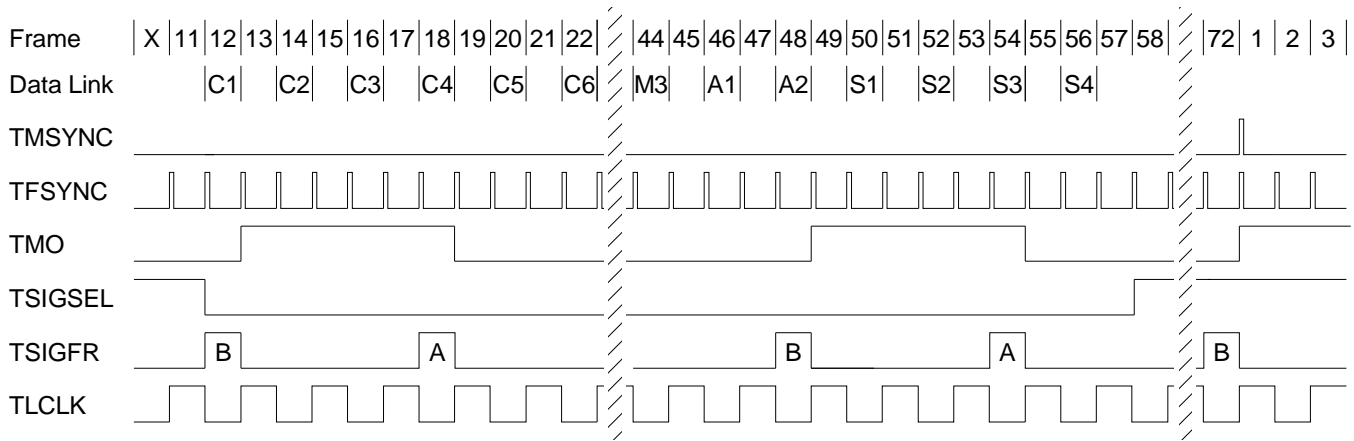 Frame X 11 12 13 14 15 16 17 18 19 20 21 22 44 45 46 47 48 49 50 51 52 53 54 55 56 57 58 72 1 2 3
Data Link C1 C2 C3 C4 C5 C6 M3 A1 A2 S1 S2 S3 S4
TMSYNC
TFSYNC
TMO
TSIGSEL
TSIGFR B A B A B
TLCLK